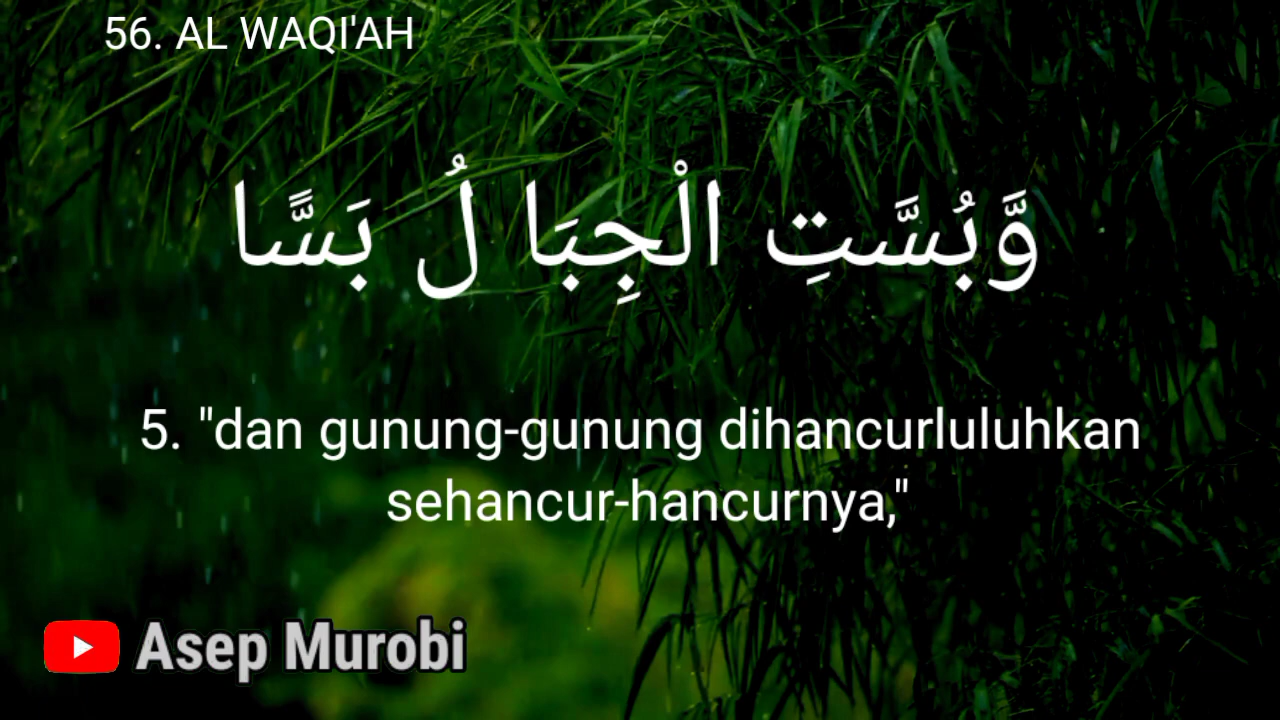 56. AL WAQI'AH
وَّبُسَّتِ الْجِبَا لُ بَسًّا
5. "dan gunung-gunung dihancurluluhkan
sehancur-hancurnya,"
Asep Murobi